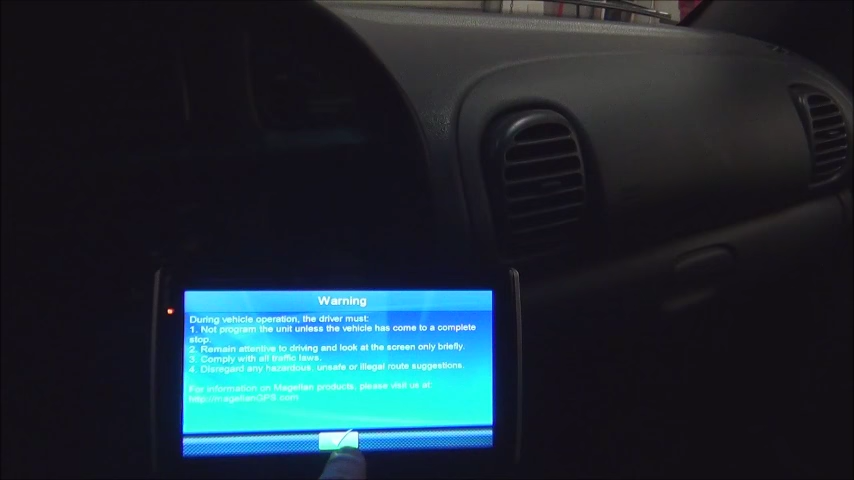 Warning
During vehicle operation, the driver must:
1. Not program the unit unless the vehicle has come to a complete
stop.
2. Remain attentive to driving and look at the screen only briefly.
3. Comply with all traffic laws.
4. Disregard any hazardous, unsafe or illegal route suggestions.
For information on Magellan products, please visit us at:
http://magellanGPS.com